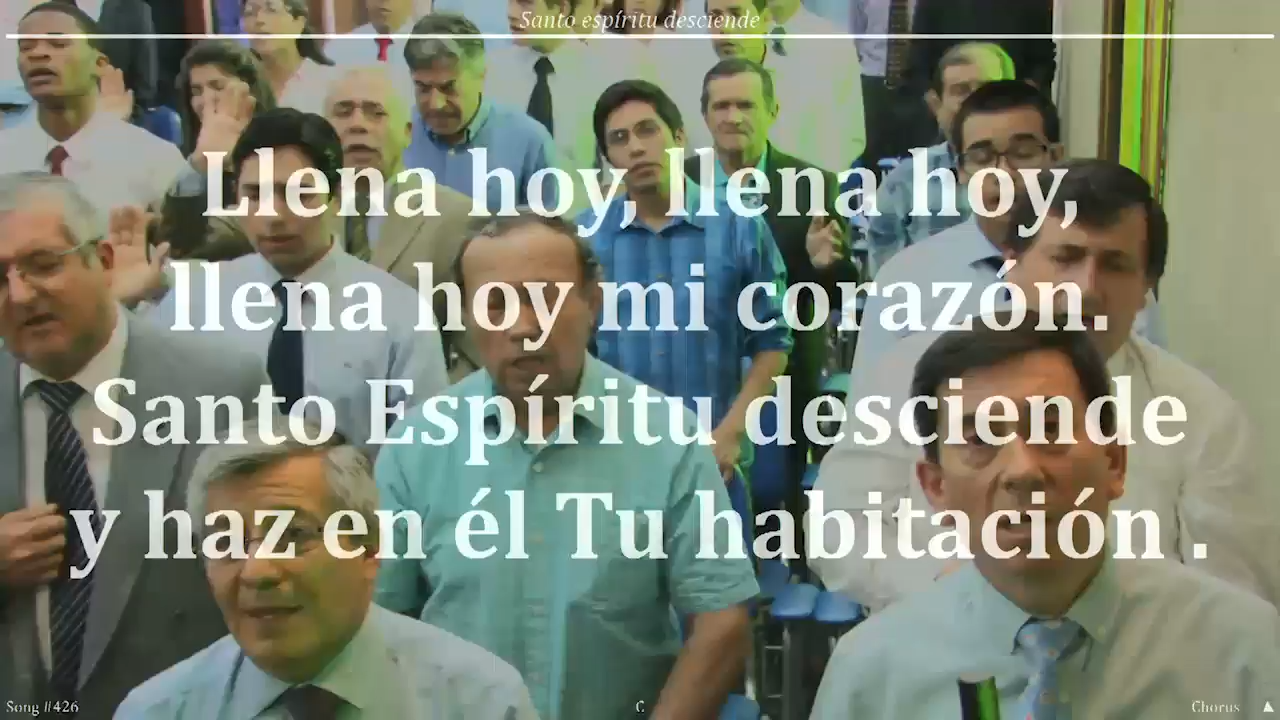 Santo espíritu desciende
Llena hoy, llena hoy,
llena hoy mi corazón.
Santo Espíritu desciende
y haz en él Tu habitación .
Song #426
C
Chorus ▲